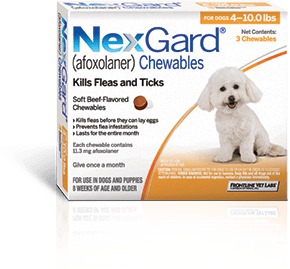 FOR DOGS 4–10.0 lbs
NexGard®
(afoxolaner) Chewables
Net Contents:
3 Chewables
Kills Fleas and Ticks
Soft Beef-Flavored
Chewables
• Kills fleas before they can lay eggs
• Prevents flea infestations
• Lasts for the entire month
Each chewable contains
11.3 mg afoxolaner
Give once a month
FOR USE IN DOGS AND PUPPIES
8 WEEKS OF AGE AND OLDER
FRONTLINE VET LABS